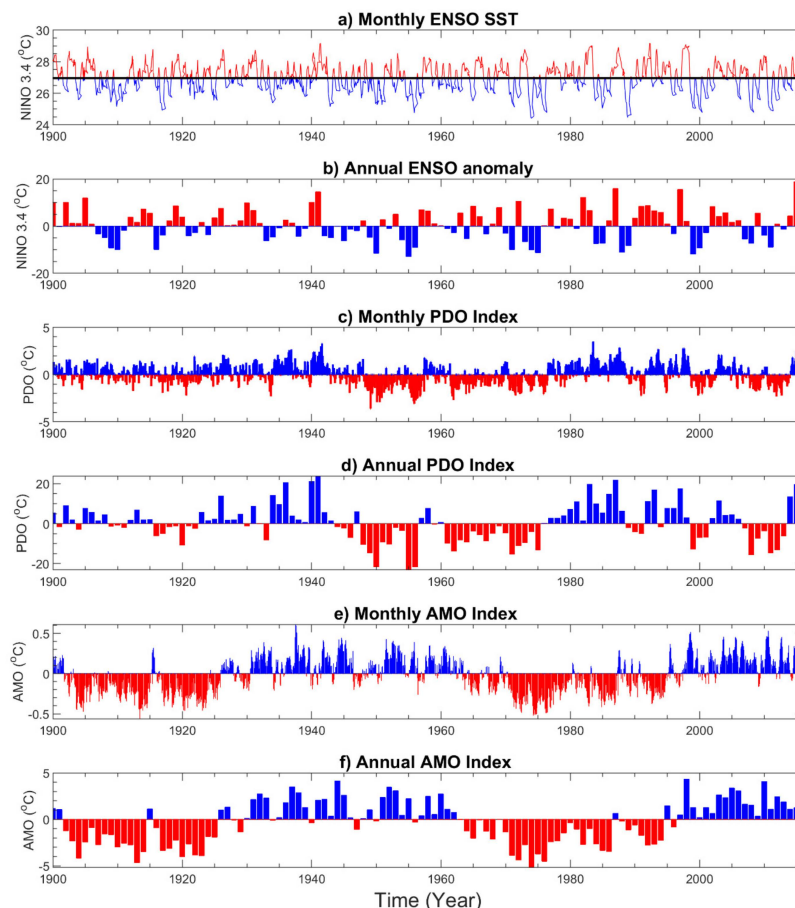 a) Monthly ENSO SST
NINO 3.4 (°C)
30
28
26
24
1900 1920 1940 1960 1980 2000
b) Annual ENSO anomaly
NINO 3.4 (°C)
20
0
-20
1900 1920 1940 1960 1980 2000
c) Monthly PDO Index
PDO (°C)
5
0
-5
1900 1920 1940 1960 1980 2000
d) Annual PDO Index
PDO (°C)
20
0
-20
1900 1920 1940 1960 1980 2000
e) Monthly AMO Index
AMO (°C)
0.5
0
-0.5
1900 1920 1940 1960 1980 2000
f) Annual AMO Index
AMO (°C)
5
0
-5
1900 1920 1940 1960 1980 2000
Time (Year)